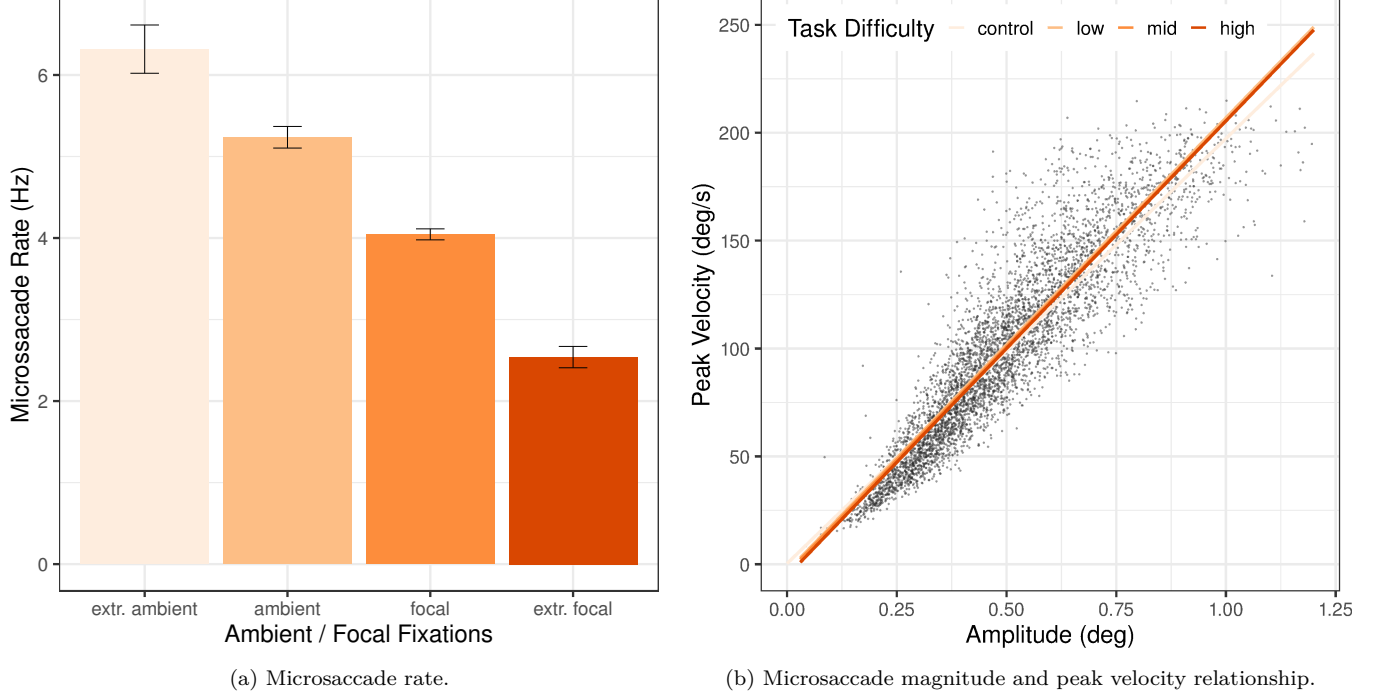 Microssacade Rate (Hz)
6
4
2
0
extr. ambient
ambient
focal
extr. focal
Ambient / Focal Fixations
(a) Microsaccade rate.
Task Difficulty
control
low
mid
high
Peak Velocity (deg/s)
250
200
150
100
50
0
0.00
0.25
0.50
0.75
1.00
1.25
Amplitude (deg)
(b) Microsaccade magnitude and peak velocity relationship.